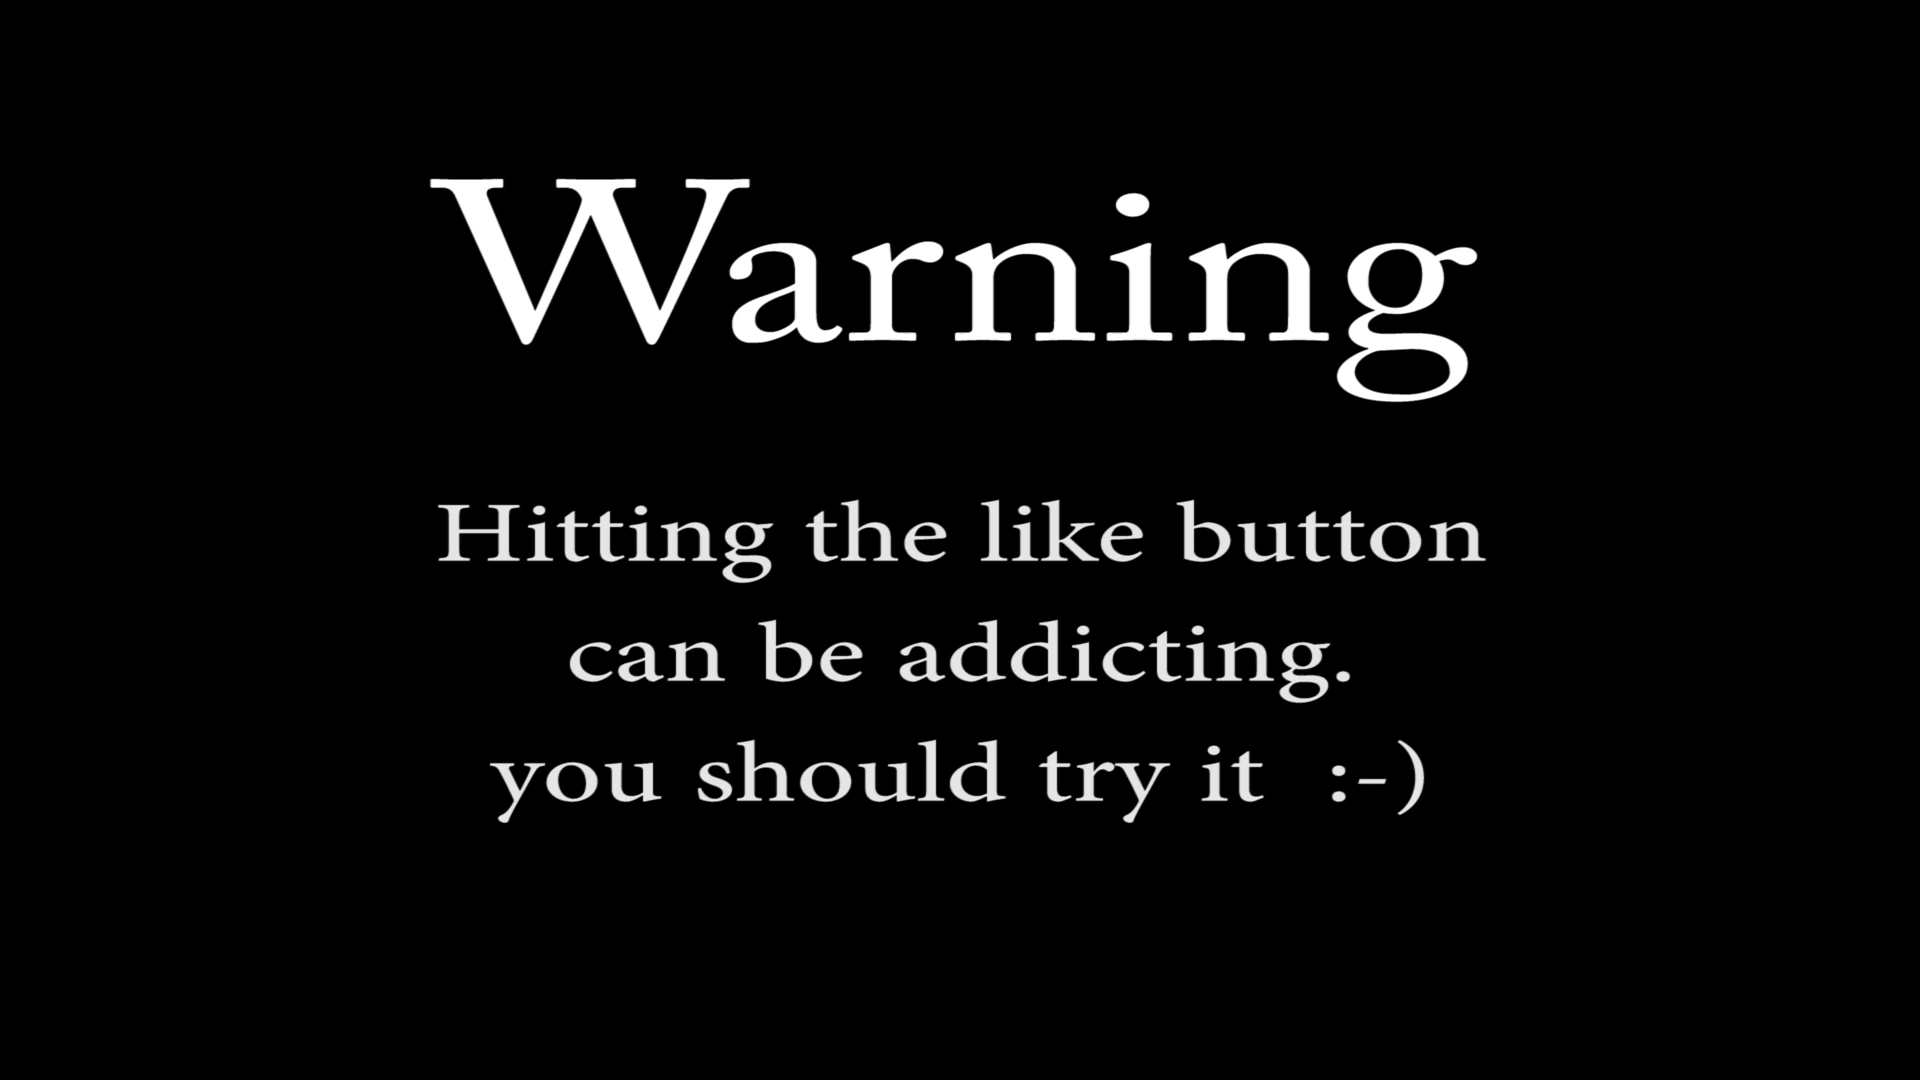 Warning
Hitting the like button
can be addicting.
you should try it  :-)